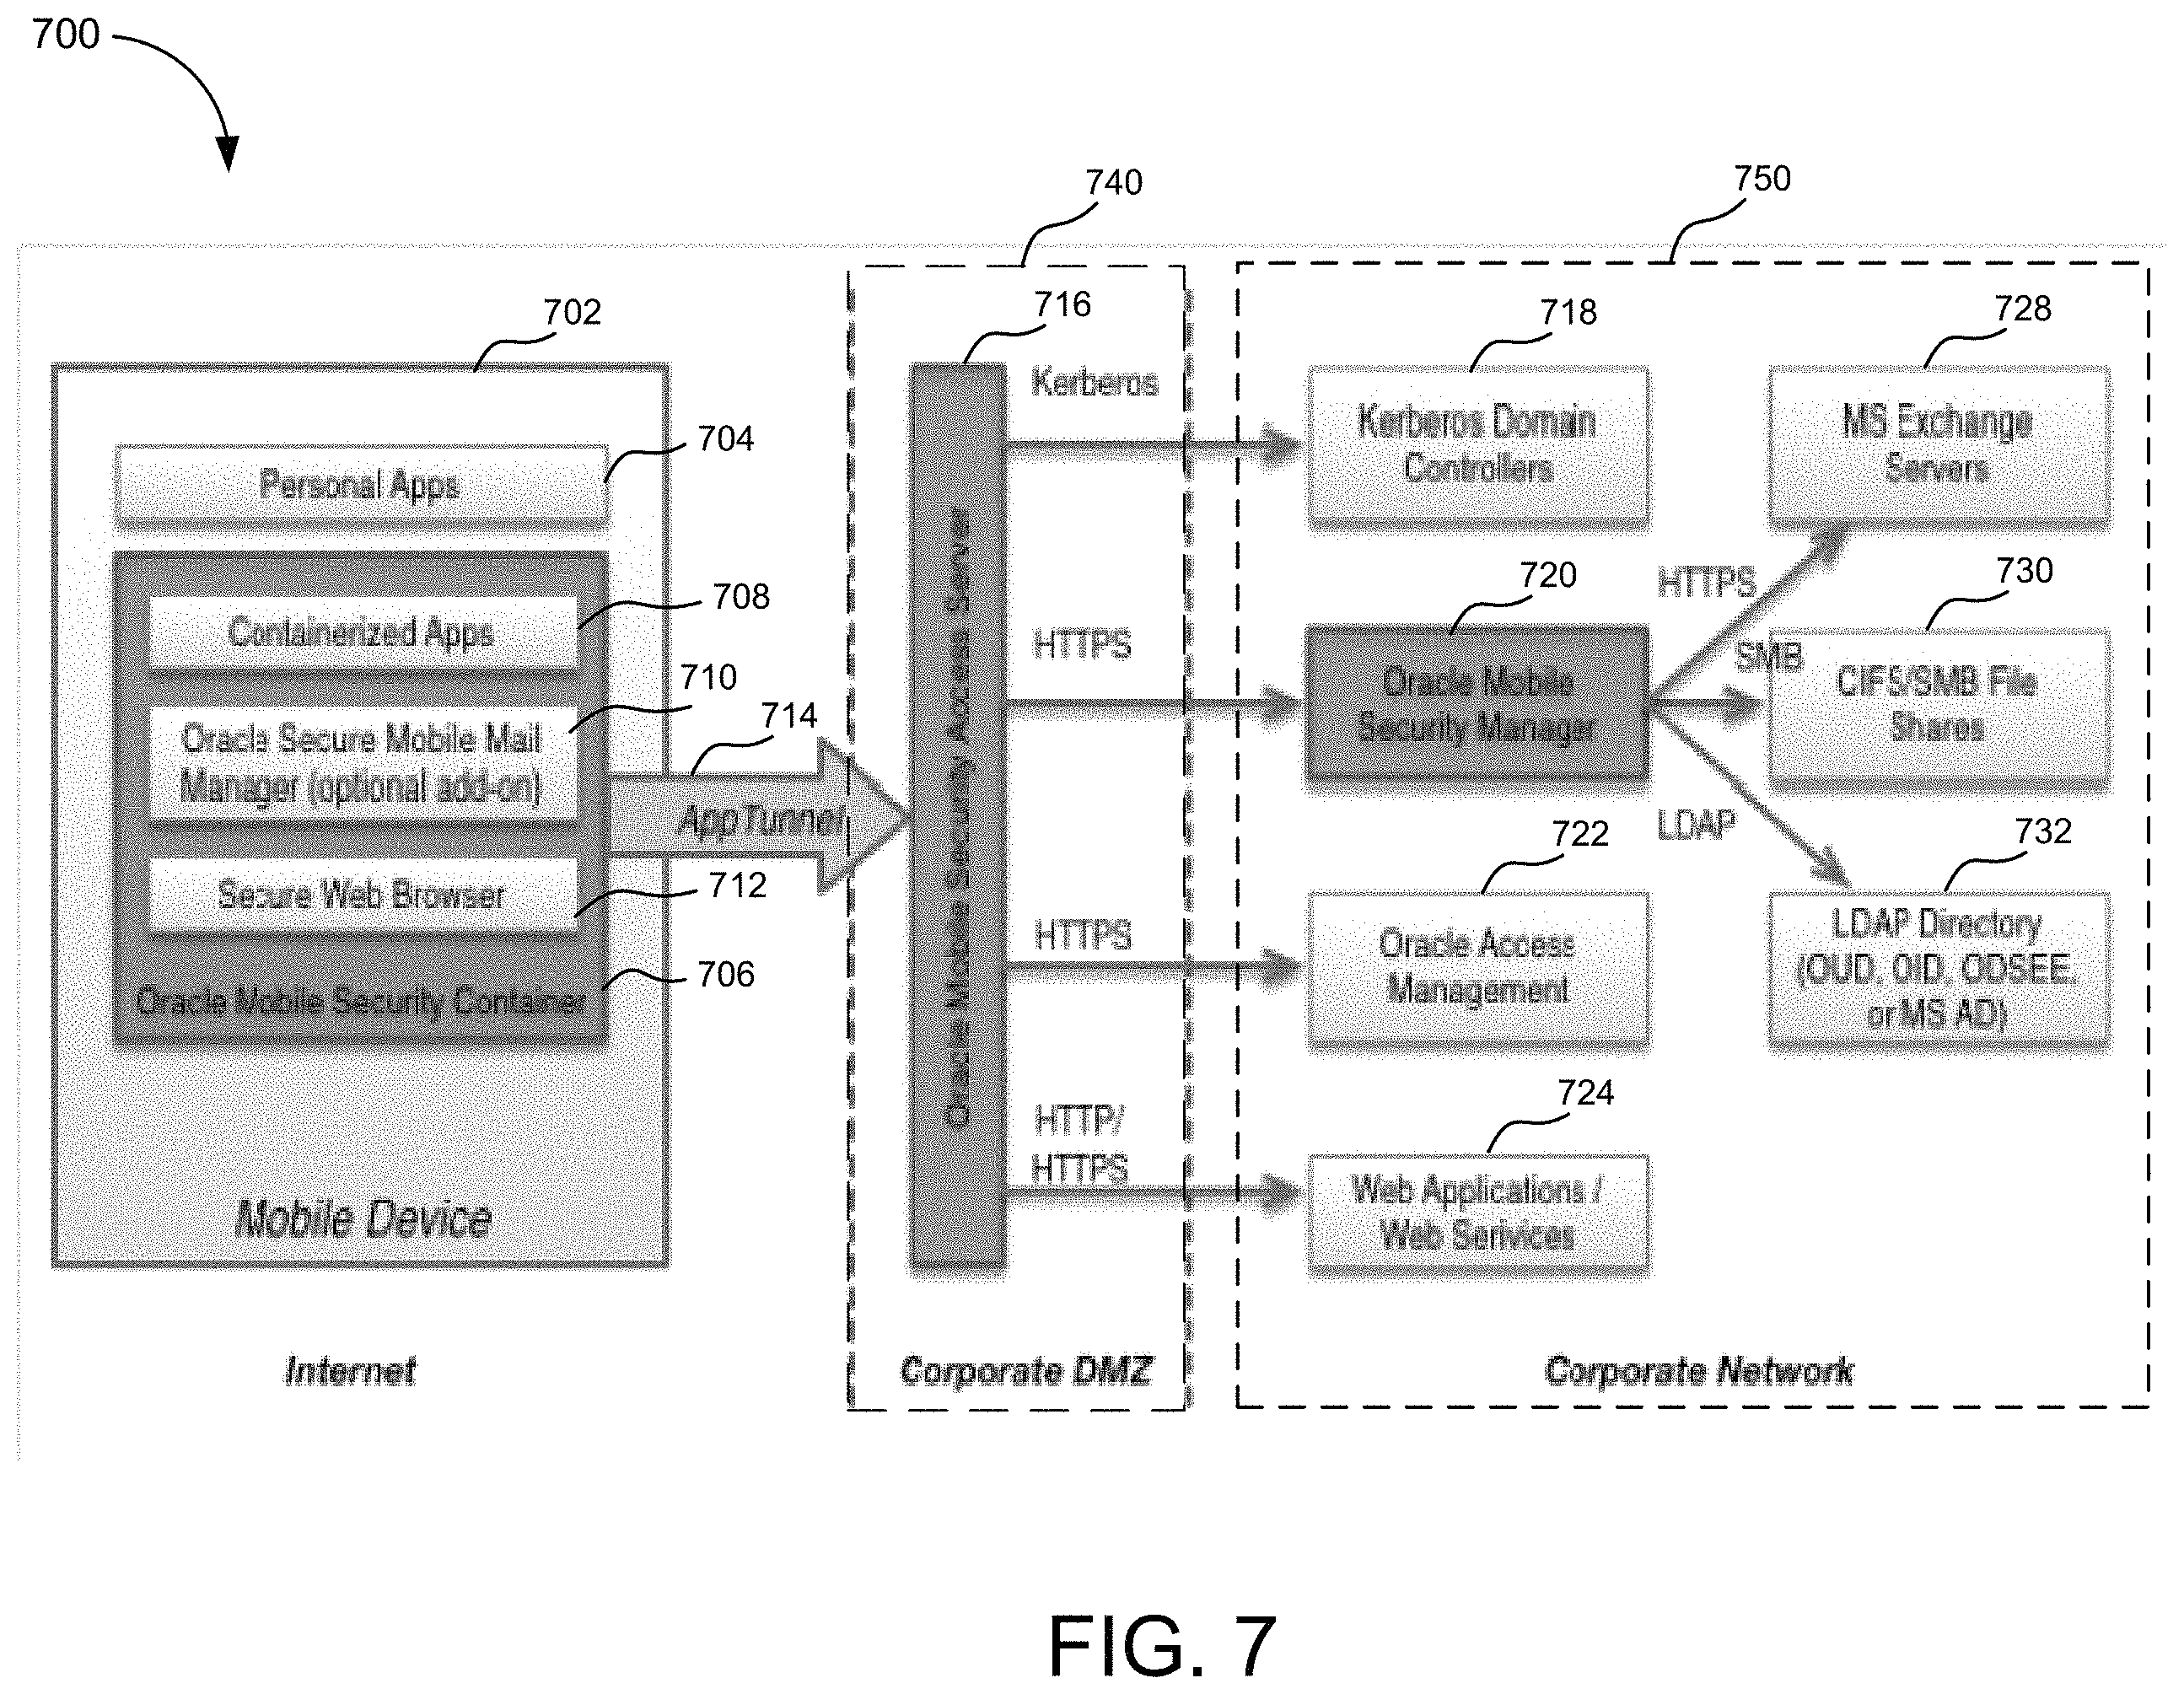 700
740
750
702
716
718
728
Kerberos
Kerberos Domain
Controllers
MS Exchange
Servers
704
Personal Apps
708
Containerized Apps
710
Oracle Secure Mobile Mail
Manager (optional add-on)
714
AppTunnel
712
Secure Web Browser
706
Oracle Mobile Security Container
Mobile Device
Internet
Oracle Mobile Security Access Server
HTTPS
720
Oracle Mobile
Security Manager
HTTPS
730
SMB
CIFS/SMB File
Shares
LDAP
732
LDAP Directory
(OUD, OID, ODSEE,
or MS AD)
HTTPS
722
Oracle Access
Management
HTTP/
HTTPS
724
Web Applications /
Web Serivices
Corporate DMZ
Corporate Network
FIG. 7